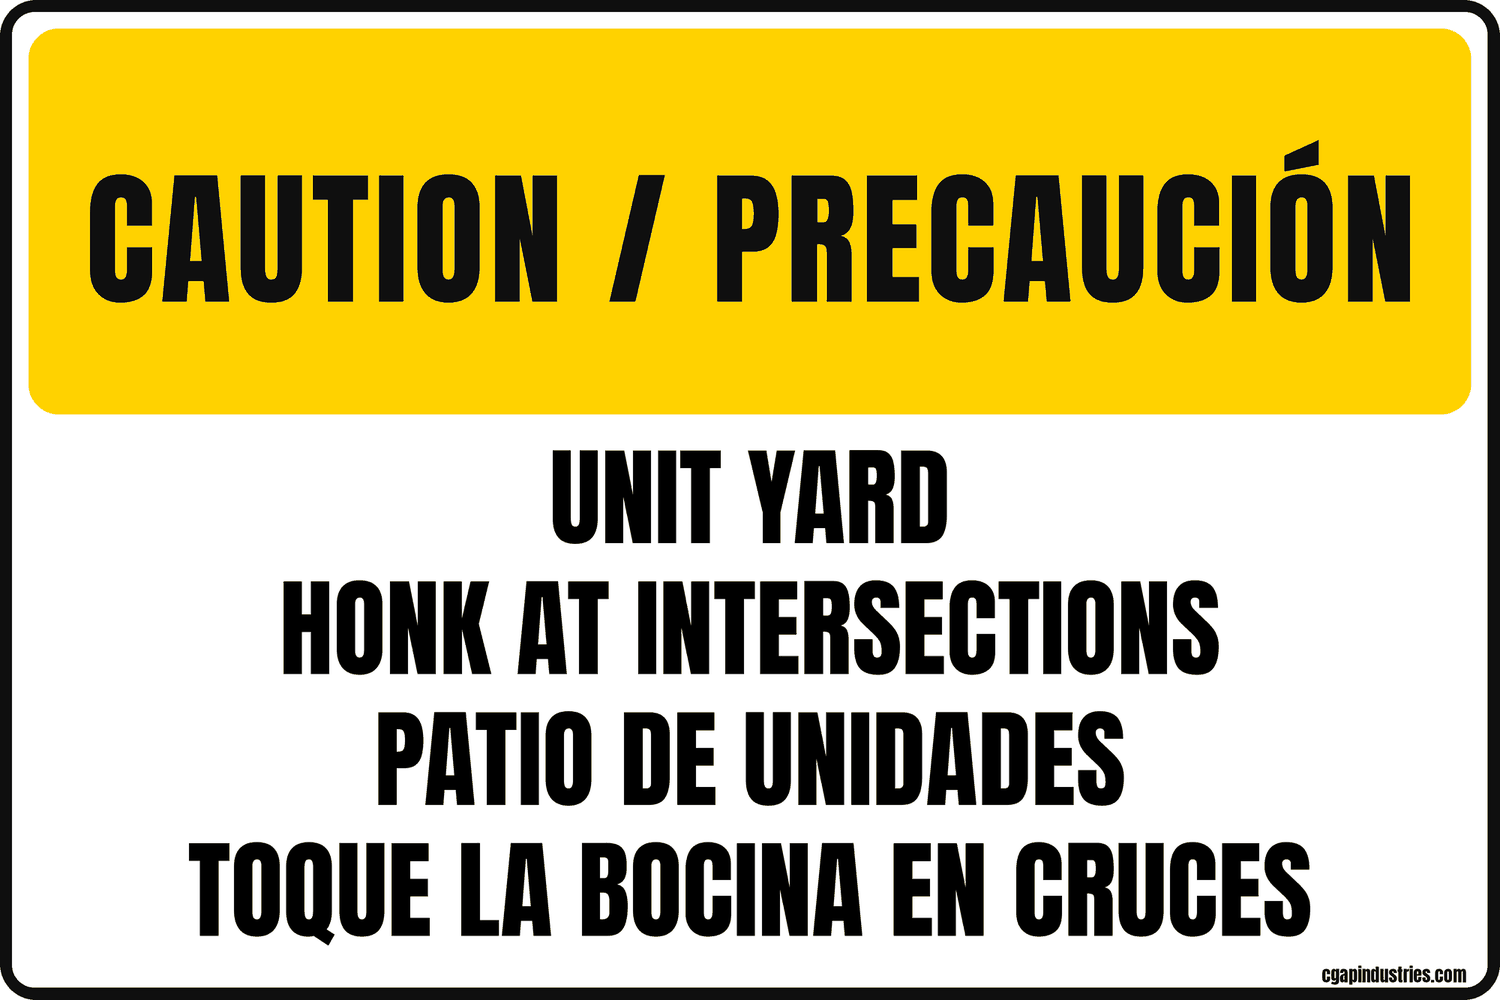 CAUTION / PRECAUCIÓN
UNIT YARD
HONK AT INTERSECTIONS
PATIO DE UNIDADES
TOQUE LA BOCINA EN CRUCES
cgapindustries.com